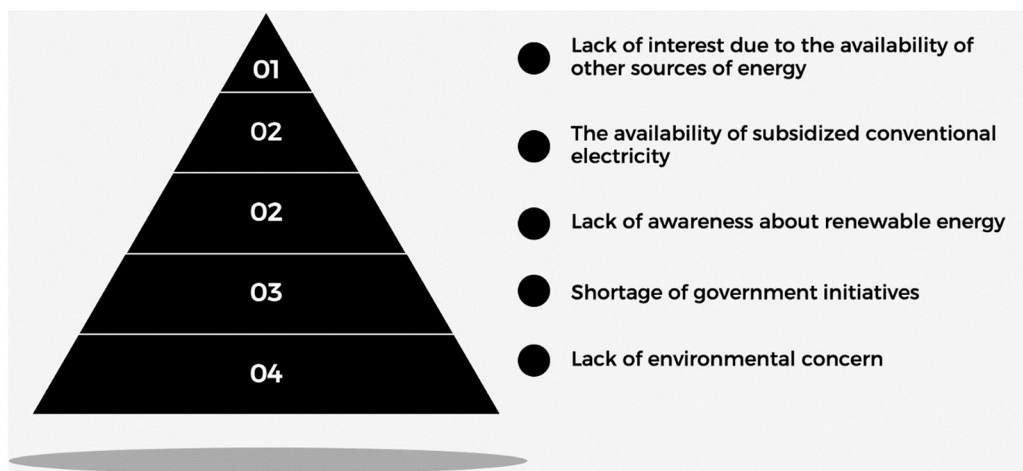 01
02
02
03
04
Lack of interest due to the availability of
other sources of energy
The availability of subsidized conventional
electricity
Lack of awareness about renewable energy
Shortage of government initiatives
Lack of environmental concern